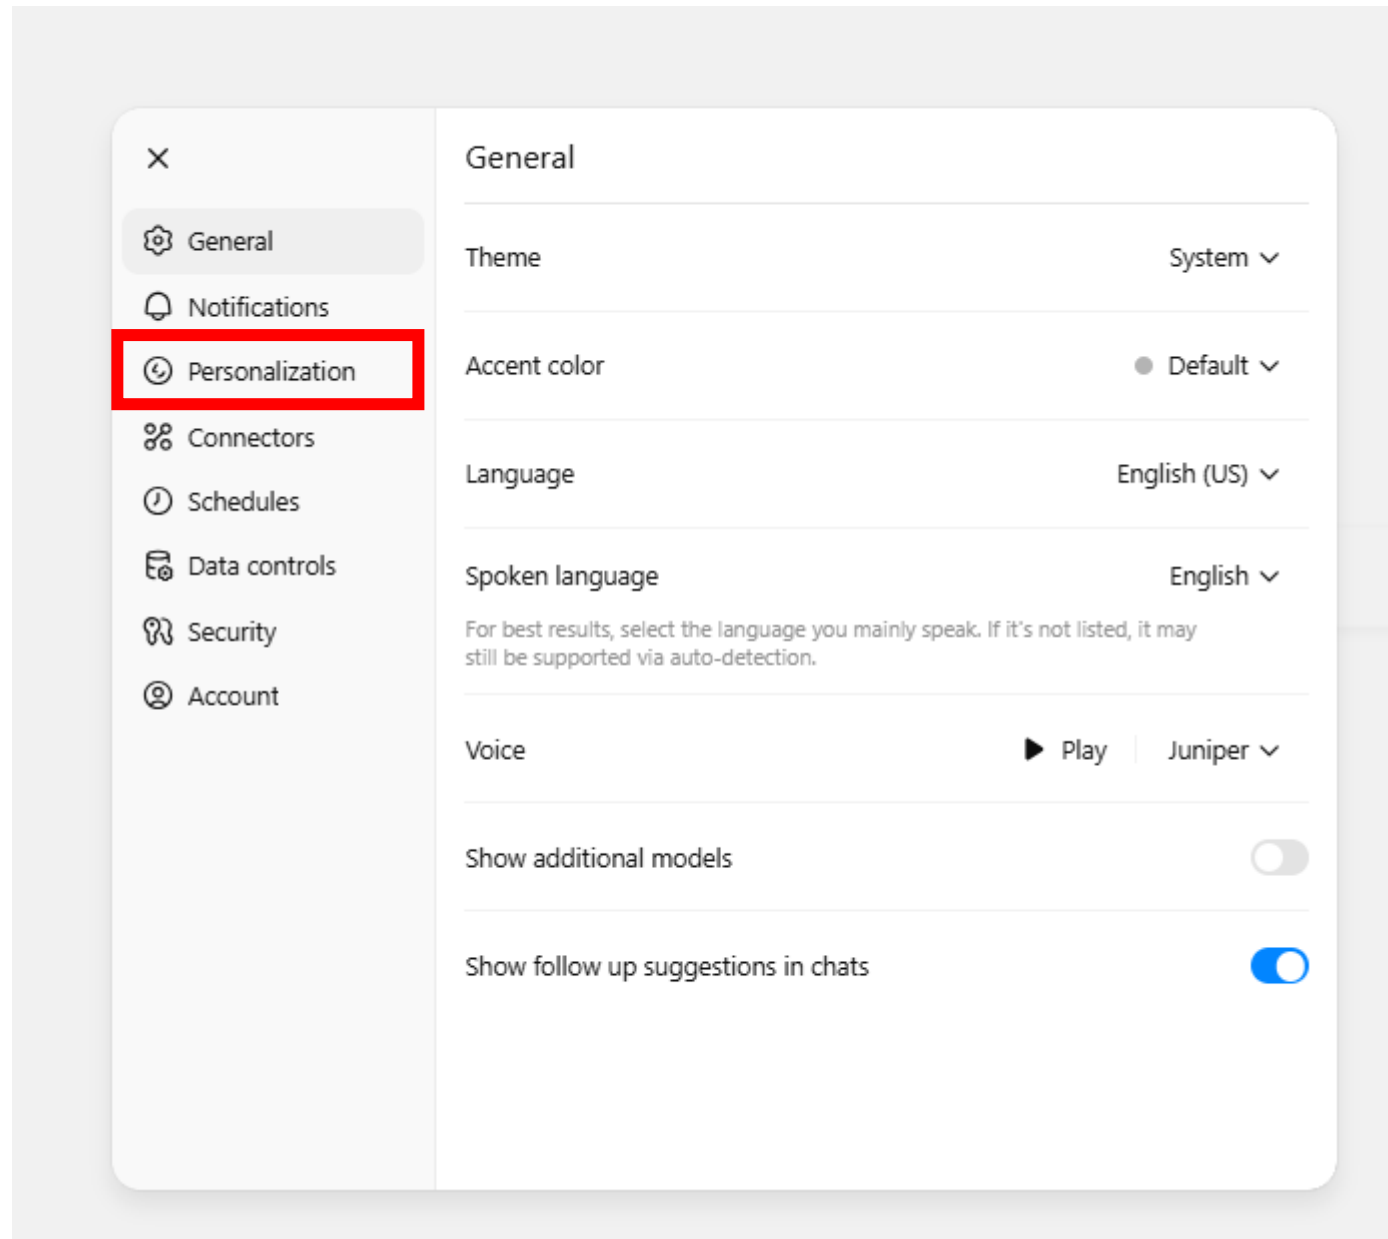 General
General
Notifications
Personalization
Connectors
Schedules
Data controls
Security
Account
Theme
System
Accent color
Default
Language
English (US)
Spoken language
English
For best results, select the language you mainly speak. If it's not listed, it may
still be supported via auto-detection.
Voice
Play
Juniper
Show additional models
Show follow up suggestions in chats